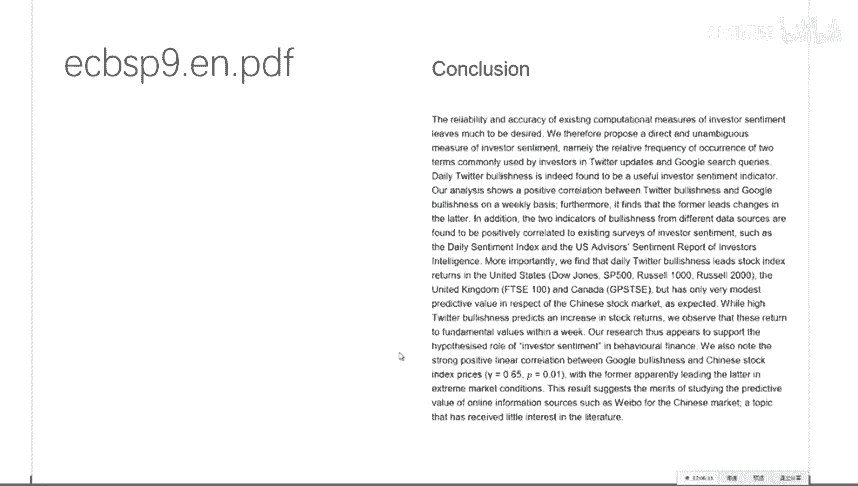 ecbsp9.en.pdf
Conclusion
The reliability and accuracy of existing computational measures of investor sentiment
leaves much to be desired. We therefore propose a direct and unambiguous
measure of investor sentiment, namely the relative frequency of occurrence of two
terms commonly used by investors in Twitter updates and Google search queries.
Daily Twitter bullishness is indeed found to be a useful investor sentiment indicator.
Our analysis shows a positive correlation between Twitter bullishness and Google
bullishness on a weekly basis; furthermore, it finds that the former leads changes in
the latter. In addition, the two indicators of bullishness from different data sources are
found to be positively correlated to existing surveys of investor sentiment, such as
the Daily Sentiment Index and the US Advisors' Sentiment Report of Investors
Intelligence. More importantly, we find that daily Twitter bullishness leads stock index
returns in the United States (Dow Jones, SP500, Russell 1000, Russell 2000), the
United Kingdom (FTSE 100) and Canada (GPSTSE), but has only very modest
predictive value in respect of the Chinese stock market, as expected. While high
Twitter bullishness predicts an increase in stock returns, we observe that these return
to fundamental values within a week. Our research thus appears to support the
hypothesised role of "investor sentiment" in behavioural finance. We also note the
strong positive linear correlation between Google bullishness and Chinese stock
index prices (γ = 0.65, p = 0.01), with the former apparently leading the latter in
extreme market conditions. This result suggests the merits of studying the predictive
value of online information sources such as Weibo for the Chinese market; a topic
that has received little interest in the literature.